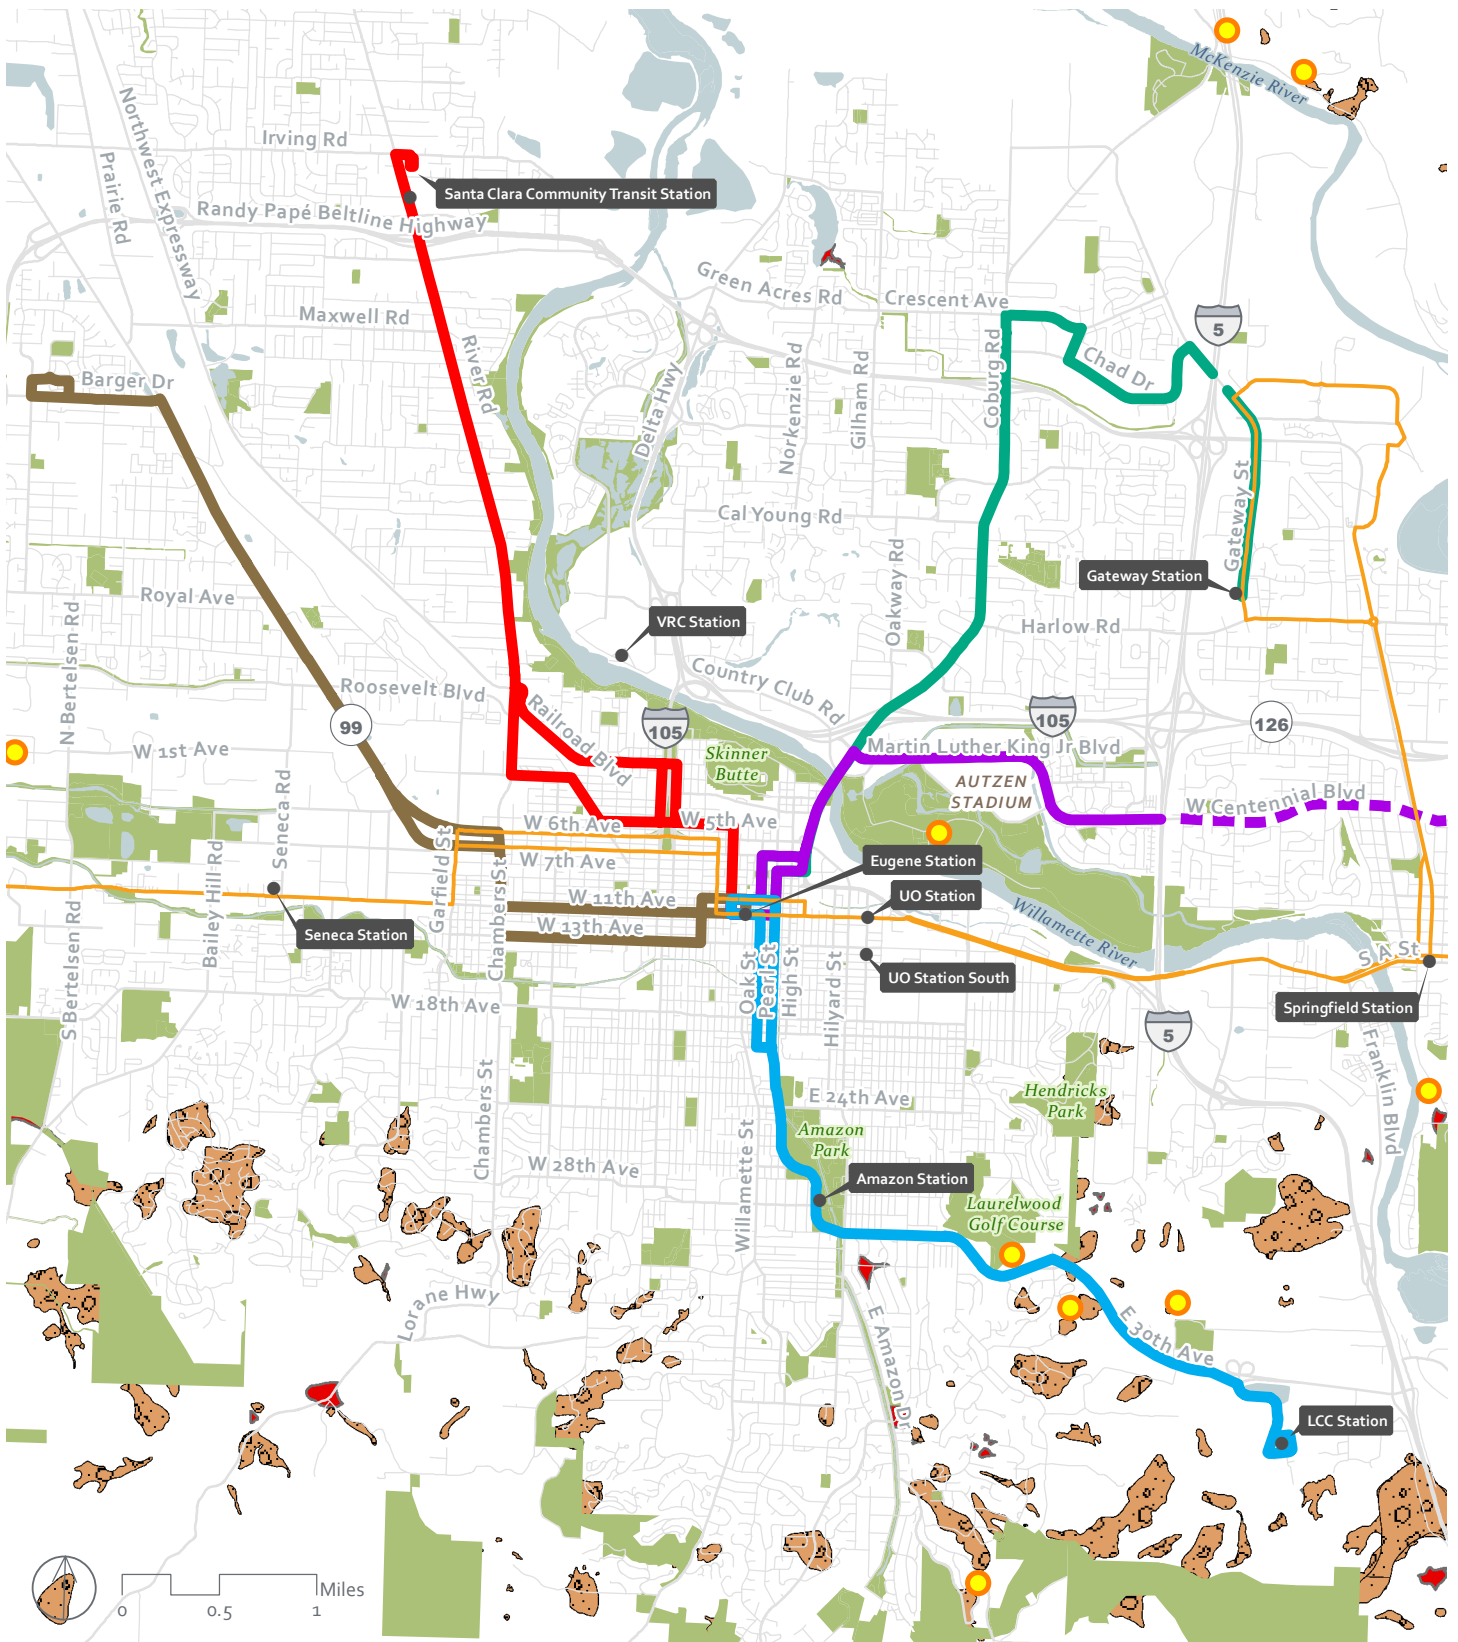 McKenzie River
Northwest Expressway
Irving Rd
Prairie Rd
Santa Clara Community Transit Station
Randy Papé Beltline Highway
Green Acres Rd
Crescent Ave
Maxwell Rd
5
River Rd
Coburg Rd
Chad Dr
Norkenzie Rd
Gilham Rd
Delta Hwy
Barger Dr
Gateway St
Cal Young Rd
Oakway Rd
Gateway Station
Royal Ave
VRC Station
Harlow Rd
N Bertelsen Rd
Roosevelt Blvd
Country Club Rd
Railroad Blvd
99
105
105
126
W 1st Ave
Skinner
Butte
Martin Luther King Jr Blvd
AUTZEN
STADIUM
W Centennial Blvd
Seneca Rd
W 6th Ave
W 5th Ave
Garfield St
W 7th Ave
Eugene Station
Bailey Hill Rd
Chambers St
W 11th Ave
UO Station
S Bertelsen Rd
Seneca Station
W 13th Ave
Willamette River
S A St
Oak St
Pearl St
High St
Hilyard St
UO Station South
W 18th Ave
Springfield Station
5
Franklin Blvd
Chambers St
E 24th Ave
Hendricks
Park
Amazon
Park
Willamette St
W 28th Ave
Amazon Station
Laurelwood
Golf Course
Lorane Hwy
E Amazon Dr
E 30th Ave
LCC Station
Miles
0
0.5
1